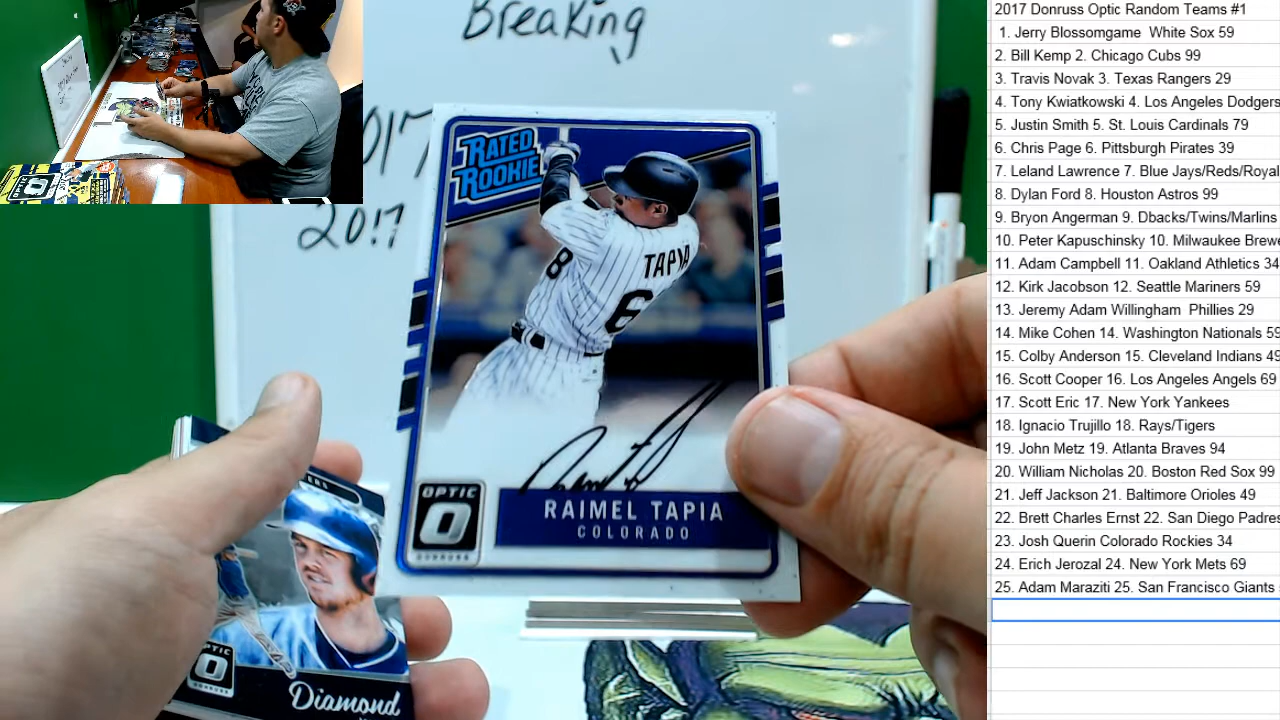 Breaking
2017
RATED
ROOKIE
TAPIA
8
6
OPTIC
DONRUSS
RAIMEL TAPIA
COLORADO
OPTIC
DONRUSS
Diamond
2017 Donruss Optic Random Teams #1
1. Jerry Blossomgame White Sox 59
2. Bill Kemp 2. Chicago Cubs 99
3. Travis Novak 3. Texas Rangers 29
4. Tony Kwiatkowski 4. Los Angeles Dodgers
5. Justin Smith 5. St. Louis Cardinals 79
6. Chris Page 6. Pittsburgh Pirates 39
7. Leland Lawrence 7. Blue Jays/Reds/Royal
8. Dylan Ford 8. Houston Astros 99
9. Bryon Angerman 9. Dbacks/Twins/Marlins
10. Peter Kapuschinsky 10. Milwaukee Brewe
11. Adam Campbell 11. Oakland Athletics 34
12. Kirk Jacobson 12. Seattle Mariners 59
13. Jeremy Adam Willingham Phillies 29
14. Mike Cohen 14. Washington Nationals 59
15. Colby Anderson 15. Cleveland Indians 49
16. Scott Cooper 16. Los Angeles Angels 69
17. Scott Eric 17. New York Yankees
18. Ignacio Trujillo 18. Rays/Tigers
19. John Metz 19. Atlanta Braves 94
20. William Nicholas 20. Boston Red Sox 99
21. Jeff Jackson 21. Baltimore Orioles 49
22. Brett Charles Ernst 22. San Diego Padres
23. Josh Querin Colorado Rockies 34
24. Erich Jerozal 24. New York Mets 69
25. Adam Maraziti 25. San Francisco Giants